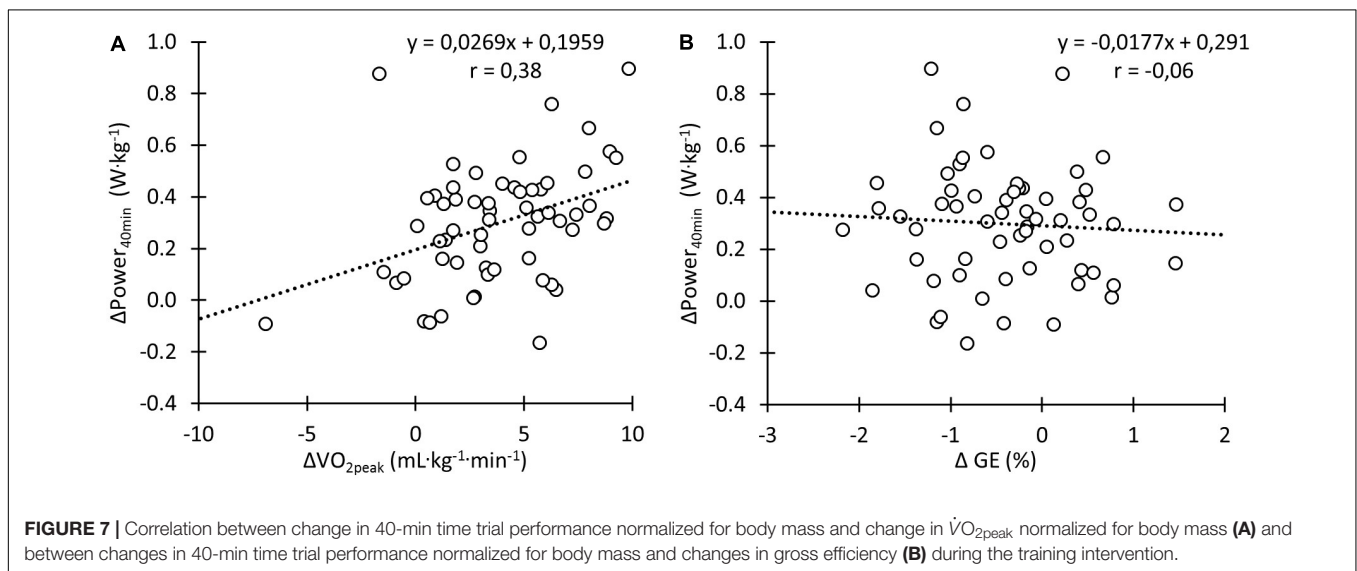 A
y = 0,0269x + 0,1959
r = 0,38
ΔPower40min (W·kg-1)
1.0
0.8
0.6
0.4
0.2
0.0
-0.2
-0.4
-10
-5
0
5
10
ΔVO2peak (mL·kg-1·min-1)
B
y = -0,0177x + 0,291
r = -0,06
ΔPower40min (W·kg-1)
1.0
0.8
0.6
0.4
0.2
0.0
-0.2
-0.4
-3
-2
-1
0
1
2
Δ GE (%)
FIGURE 7 | Correlation between change in 40-min time trial performance normalized for body mass and change in V̇O2peak normalized for body mass (A) and
between changes in 40-min time trial performance normalized for body mass and changes in gross efficiency (B) during the training intervention.